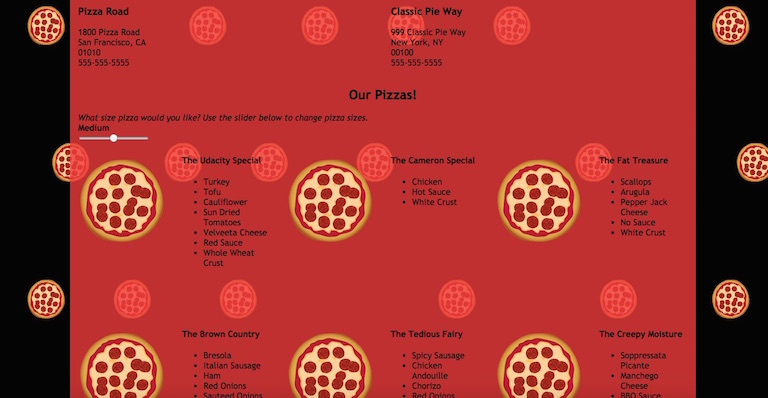 Pizza Road
1800 Pizza Road
San Francisco, CA
01010
555-555-5555
Classic Pie Way
999 Classic Pie Way
New York, NY
00100
555-555-5555
Our Pizzas!
What size pizza would you like? Use the slider below to change pizza sizes.
Medium
The Udacity Special
Turkey
Tofu
Cauliflower
Sun Dried
Tomatoes
Velveeta Cheese
Red Sauce
Whole Wheat
Crust
The Cameron Special
Chicken
Hot Sauce
White Crust
The Fat Treasure
Scallops
Arugula
Pepper Jack
Cheese
No Sauce
White Crust
The Brown Country
Bresola
Italian Sausage
Ham
Red Onions
Sauteed Onions
The Tedious Fairy
Spicy Sausage
Chicken
Andouille
Chorizo
Red Onions
The Creepy Moisture
Soppressata
Picante
Manchego
Cheese
BBQ Sauce